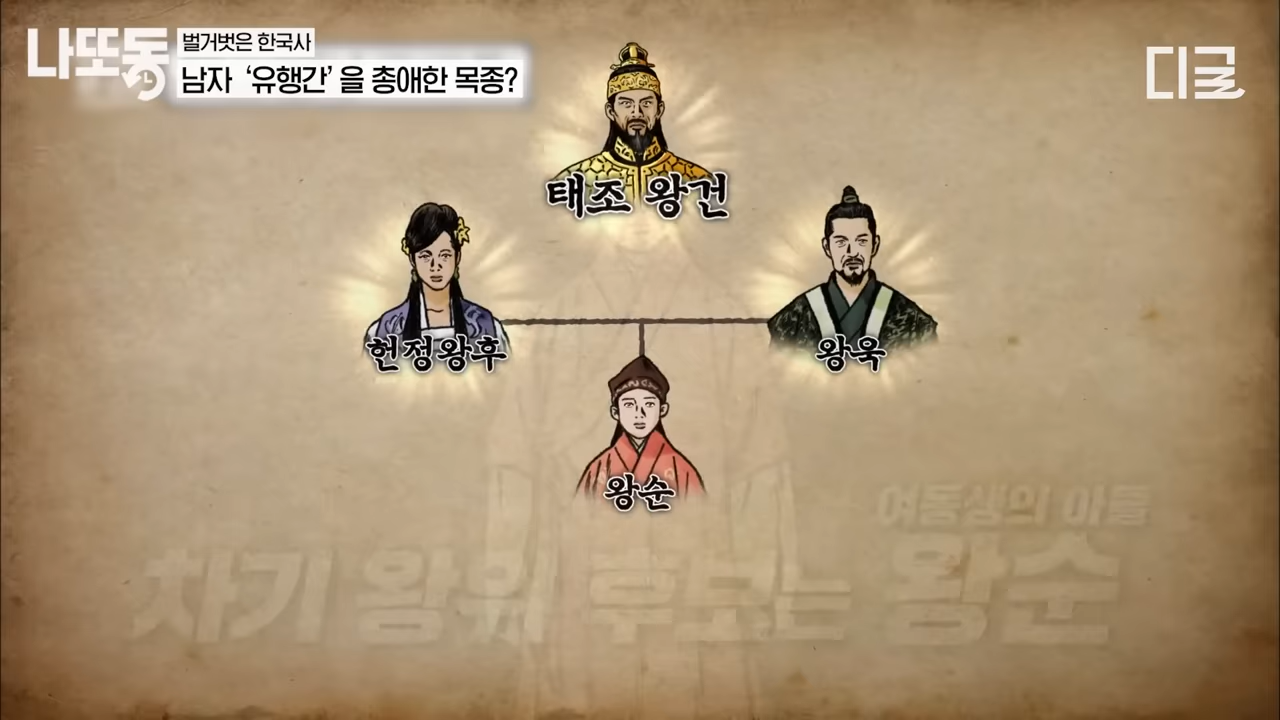 나또동
벌거벗은 한국사
남자 '유행간'을 총애한 목종?
디글
태조 왕건
헌정왕후
왕욱
왕순
여동생의 아들
차기 왕위 후보는 왕순